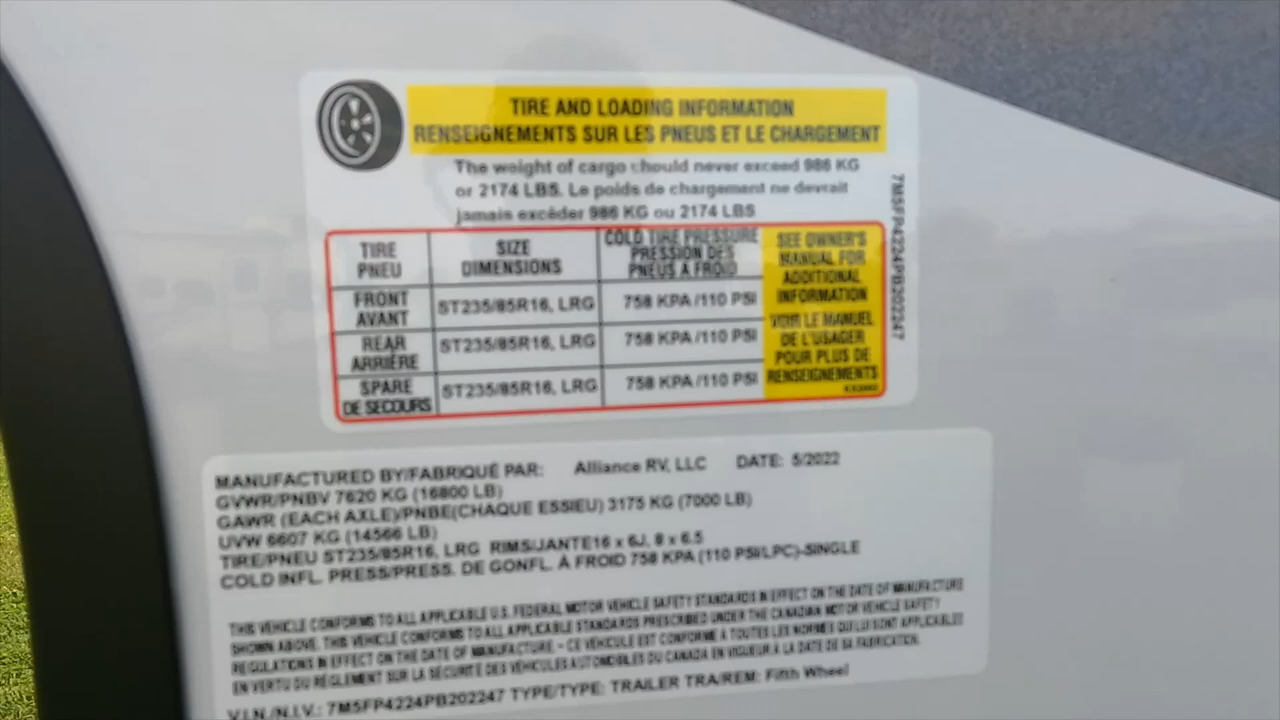 TIRE AND LOADING INFORMATION
RENSEIGNEMENTS SUR LES PNEUS ET LE CHARGEMENT
The weight of cargo should never exceed 986 KG
or 2174 LBS. Le poids de chargement ne devrait
jamais excéder 986 KG ou 2174 LBS
TIRE
PNEU
SIZE
DIMENSIONS
COLD TIRE PRESSURE
PRESSION DES
PNEUS A FROID
FRONT
AVANT
ST235/85R16, LRG
758 KPA /110 PSI
REAR
ARRIÈRE
ST235/85R16, LRG
758 KPA /110 PSI
SPARE
DE SECOURS
ST235/85R16, LRG
758 KPA /110 PSI
SEE OWNER'S
MANUAL FOR
ADDITIONAL
INFORMATION
VOIR LE MANUEL
DE L'USAGER
POUR PLUS DE
RENSEIGNEMENTS
7M5FP4224PB202247
MANUFACTURED BY/FABRIQUÉ PAR: Alliance RV, LLC DATE: 5/2022
GVWR/PNBV 7620 KG (16800 LB)
GAWR (EACH AXLE)/PNBE(CHAQUE ESSIEU) 3175 KG (7000 LB)
UVW 6607 KG (14566 LB)
TIRE/PNEU ST235/85R16, LRG RIMS/JANTE16 x 6J, 8 x 6.5
COLD INFL. PRESS/PRESS. DE GONFL. À FROID 758 KPA (110 PSI/LPC)-SINGLE
THIS VEHICLE CONFORMS TO ALL APPLICABLE U.S. FEDERAL MOTOR VEHICLE SAFETY STANDARDS IN EFFECT ON THE DATE OF MANUFACTURE
SHOWN ABOVE. THIS VEHICLE CONFORMS TO ALL APPLICABLE STANDARDS PRESCRIBED UNDER THE CANADIAN MOTOR VEHICLE SAFETY
REGULATIONS IN EFFECT ON THE DATE OF MANUFACTURE. - CE VÉHICULE EST CONFORME À TOUTES LES NORMES QUI LUI SONT APPLICABLES
EN VERTU DU RÈGLEMENT SUR LA SÉCURITÉ DES VÉHICULES AUTOMOBILES DU CANADA EN VIGUEUR À LA DATE DE SA FABRICATION.
V.I.N./N.I.V.: 7M5FP4224PB202247 TYPE/TYPE: TRAILER TRA/REM: Fifth Wheel